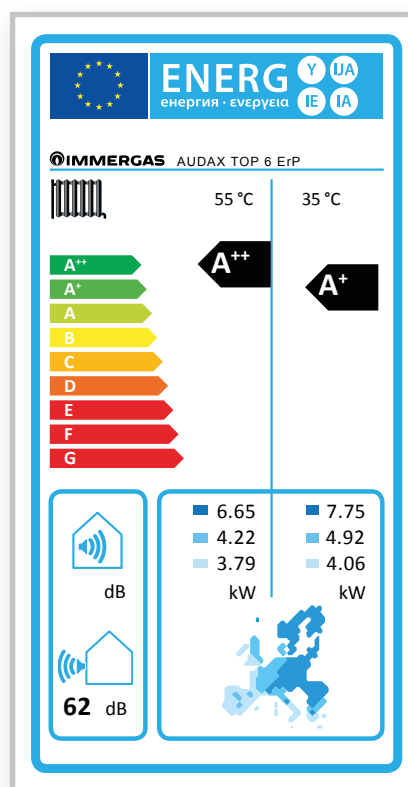 ENERG Y IJA
енергия · ενεργεια IE IA
IMMERGAS AUDAX TOP 6 ErP
55 °C 35 °C
A++ A++
A+ A+
A
B
C
D
E
F
G
6.65 7.75
4.22 4.92
3.79 4.06
dB kW kW
62 dB